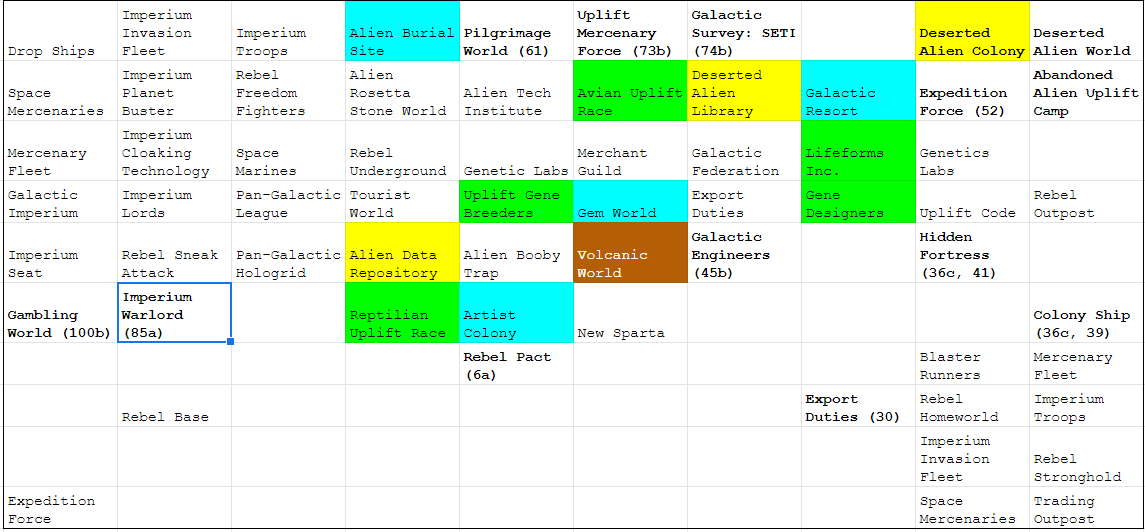 Drop Ships
Imperium
Invasion
Fleet
Imperium
Troops
Alien Burial
Site
Pilgrimage
World (61)
Uplift
Mercenary
Force (73b)
Galactic
Survey: SETI
(74b)
Deserted
Alien Colony
Deserted
Alien World
Space
Mercenaries
Imperium
Planet
Buster
Rebel
Freedom
Fighters
Alien
Rosetta
Stone World
Alien Tech
Institute
Avian Uplift
Race
Deserted
Alien
Library
Galactic
Resort
Expedition
Force (52)
Abandoned
Alien Uplift
Camp
Mercenary
Fleet
Imperium
Cloaking
Technology
Space
Marines
Rebel
Underground
Genetic Labs
Merchant
Guild
Galactic
Federation
Lifeforms
Inc.
Genetics
Labs
Galactic
Imperium
Imperium
Lords
Pan-Galactic
League
Tourist
World
Uplift Gene
Breeders
Gem World
Export
Duties
Gene
Designers
Uplift Code
Rebel
Outpost
Imperium
Seat
Rebel Sneak
Attack
Pan-Galactic
Hologrid
Alien Data
Repository
Alien Booby
Trap
Volcanic
World
Galactic
Engineers
(45b)
Hidden
Fortress
(36c, 41)
Gambling
World (100b)
Imperium
Warlord
(85a)
Reptilian
Uplift Race
Artist
Colony
New Sparta
Colony Ship
(36c, 39)
Rebel Pact
(6a)
Blaster
Runners
Mercenary
Fleet
Rebel Base
Export
Duties (30)
Rebel
Homeworld
Imperium
Troops
Imperium
Invasion
Fleet
Rebel
Stronghold
Expedition
Force
Space
Mercenaries
Trading
Outpost